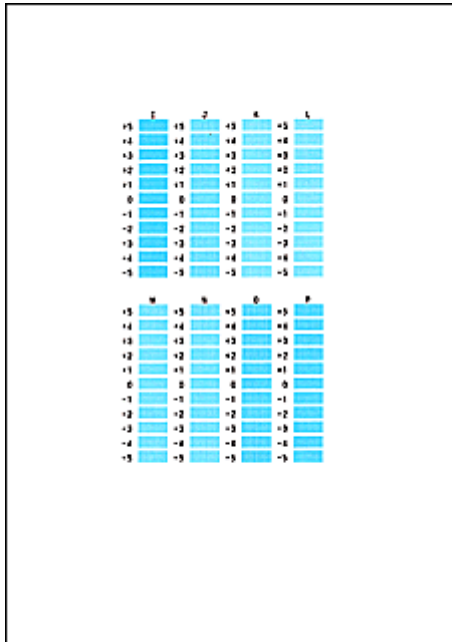 I J K L
+5 +5 +5 +5
+4 +4 +4 +4
+3 +3 +3 +3
+2 +2 +2 +2
+1 +1 +1 +1
0 0 0 0
-1 -1 -1 -1
-2 -2 -2 -2
-3 -3 -3 -3
-4 -4 -4 -4
-5 -5 -5 -5
M N O P
+5 +5 +5 +5
+4 +4 +4 +4
+3 +3 +3 +3
+2 +2 +2 +2
+1 +1 +1 +1
0 0 0 0
-1 -1 -1 -1
-2 -2 -2 -2
-3 -3 -3 -3
-4 -4 -4 -4
-5 -5 -5 -5